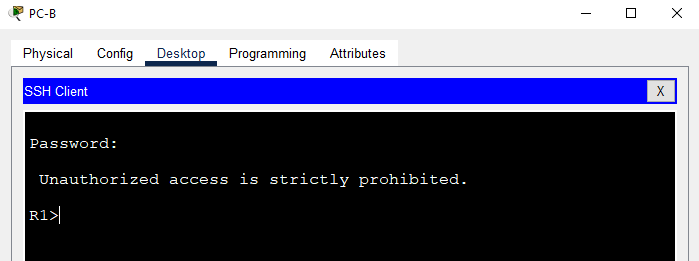 PC-B
Physical Config Desktop Programming Attributes
SSH Client X
Password:
Unauthorized access is strictly prohibited.
R1>